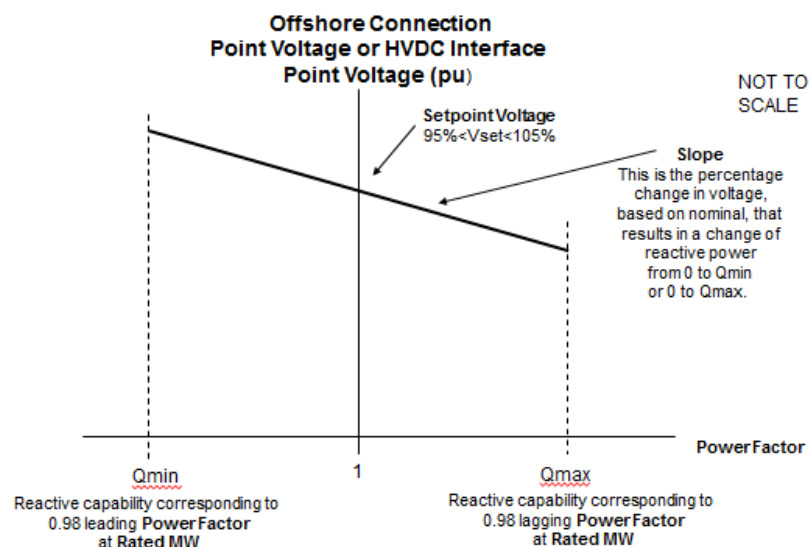 Offshore Connection
Point Voltage or HVDC Interface
Point Voltage (pu)
NOT TO
SCALE
Setpoint Voltage
95%<Vset<105%
Slope
This is the percentage
change in voltage,
based on nominal, that
results in a change of
reactive power
from 0 to Qmin
or 0 to Qmax.
Power Factor
Qmin
1
Qmax
Reactive capability corresponding to
0.98 leading Power Factor
at Rated MW
Reactive capability corresponding to
0.98 lagging Power Factor
at Rated MW